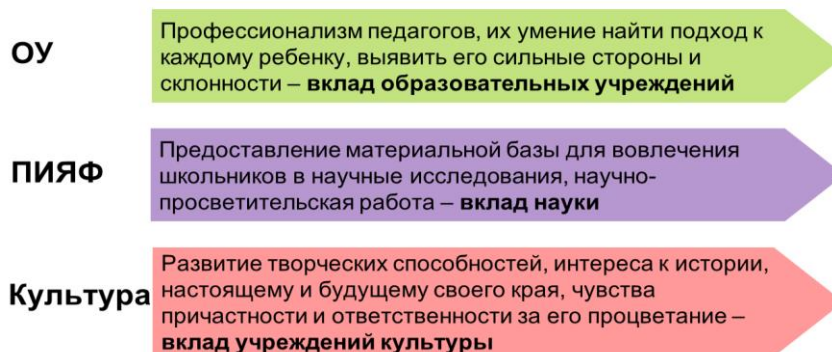 ОУ
Профессионализм педагогов, их умение найти подход к
каждому ребенку, выявить его сильные стороны и
склонности – вклад образовательных учреждений
ПИЯФ
Предоставление материальной базы для вовлечения
школьников в научные исследования, научно-
просветительская работа – вклад науки
Культура
Развитие творческих способностей, интереса к истории,
настоящему и будущему своего края, чувства
причастности и ответственности за его процветание –
вклад учреждений культуры